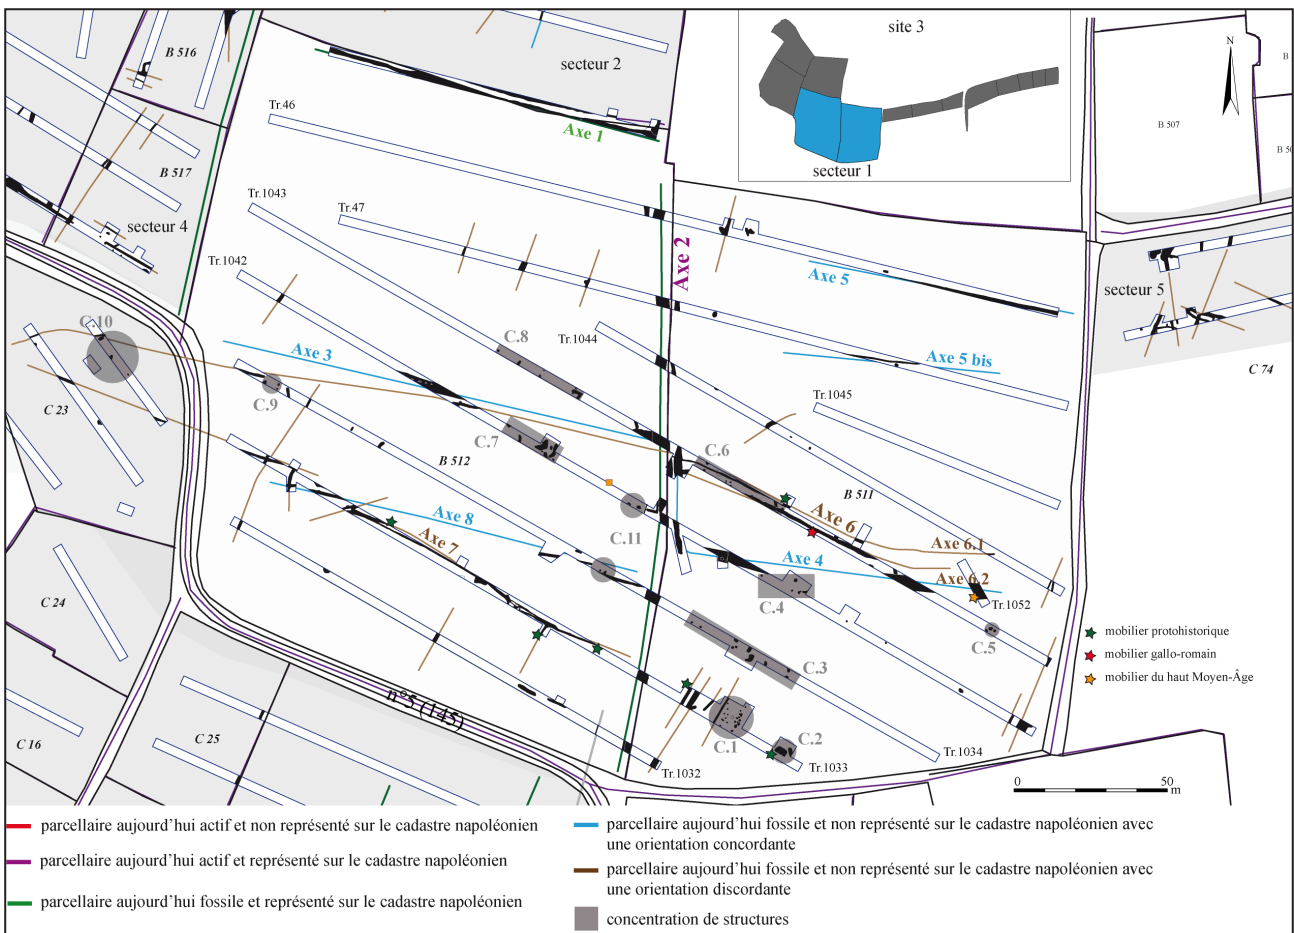 site 3
secteur 1
N
B 516
secteur 2
B
B 507
B 50
Tr.46
Axe 1
B 517
secteur 4
Tr.1043
Tr.47
Axe 2
Tr.1042
Axe 5
secteur 5
C.10
C.8
Tr.1044
Axe 3
Axe 5 bis
C 74
C 23
C.9
Tr.1045
C.7
C.6
B 512
B 511
Axe 8
Axe 6
Axe 7
C.11
Axe 6.1
Axe 4
Axe 6.2
C 24
C.4
Tr.1052
C.5
mobilier protohistorique
mobilier gallo-romain
mobilier du haut Moyen-Âge
C.3
n°5 (145)
C 16
C 25
C.1
C.2
Tr.1034
Tr.1032
Tr.1033
0 50
m
parcellaire aujourd'hui actif et non représenté sur le cadastre napoléonien
parcellaire aujourd'hui actif et représenté sur le cadastre napoléonien
parcellaire aujourd'hui fossile et représenté sur le cadastre napoléonien
parcellaire aujourd'hui fossile et non représenté sur le cadastre napoléonien avec
une orientation concordante
parcellaire aujourd'hui fossile et non représenté sur le cadastre napoléonien avec
une orientation discordante
concentration de structures